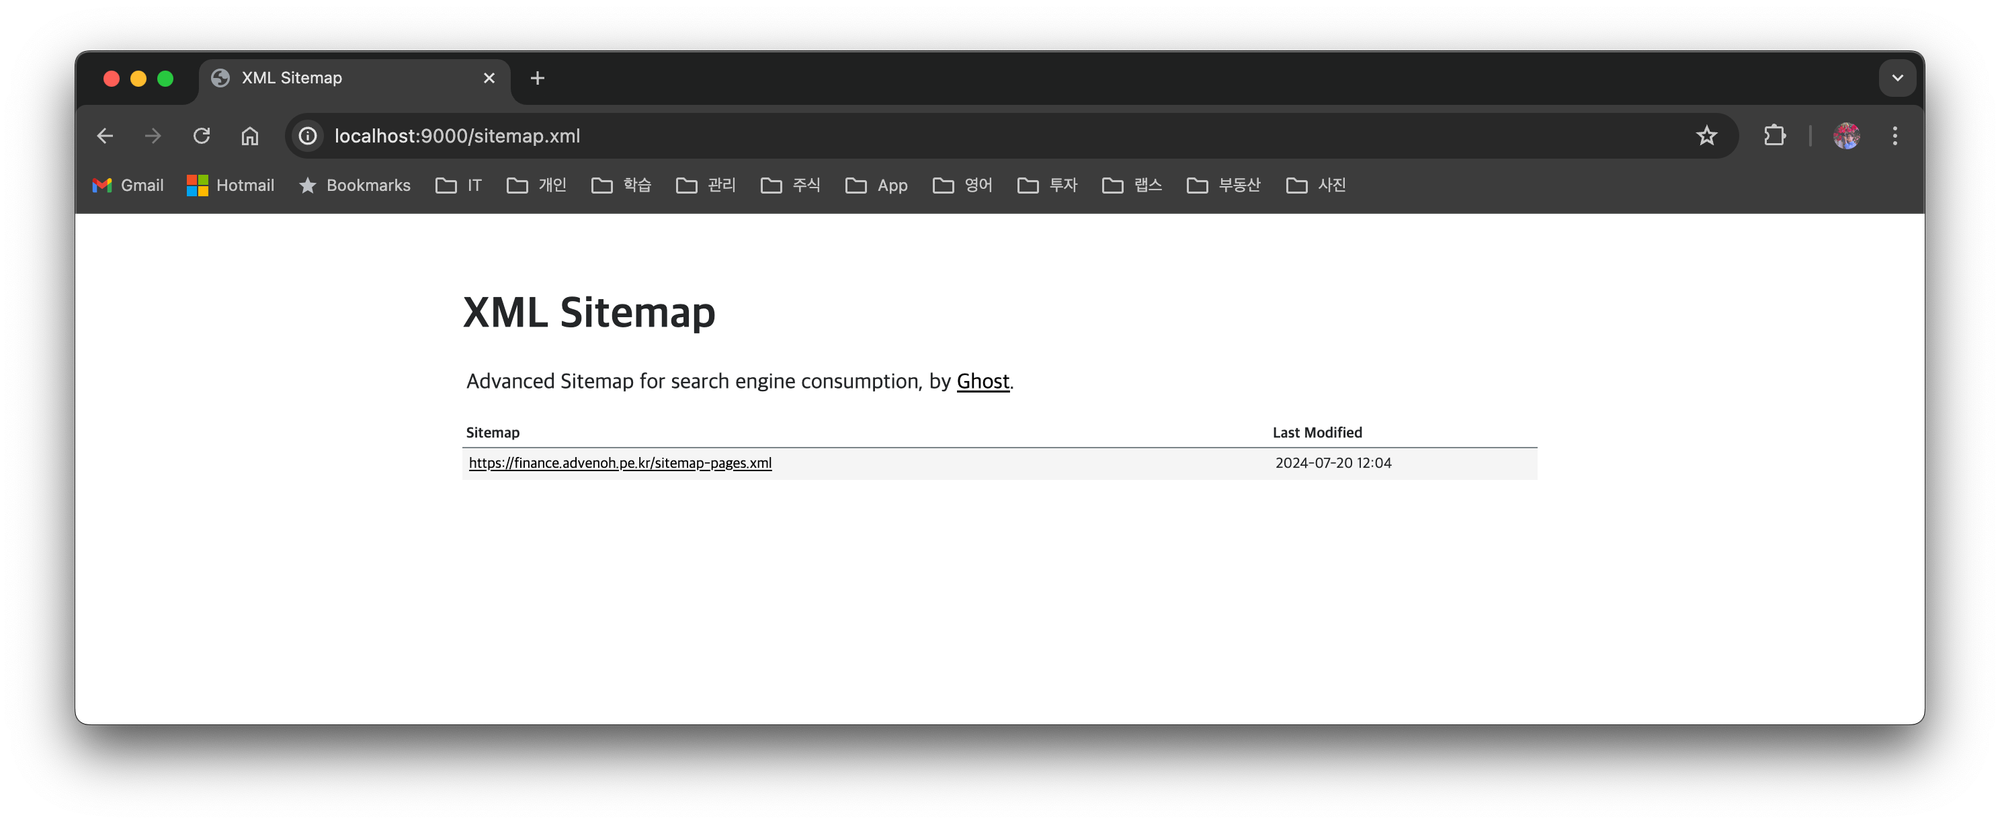 XML Sitemap
localhost:9000/sitemap.xml
Gmail Hotmail Bookmarks IT 개인 학습 관리 주식 App 영어 투자 랩스 부동산 사진
XML Sitemap
Advanced Sitemap for search engine consumption, by Ghost.
Sitemap Last Modified
https://finance.advenoh.pe.kr/sitemap-pages.xml 2024-07-20 12:04